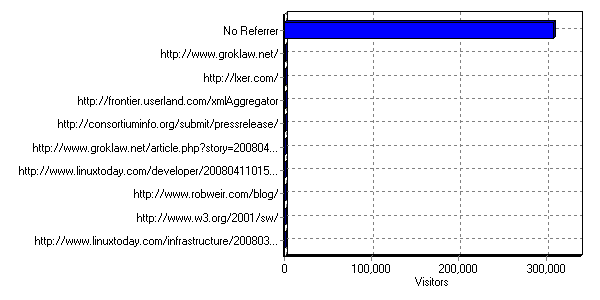 No Referrer
http://www.groklaw.net/
http://lxer.com/
http://frontier.userland.com/xmlAggregator
http://consortiuminfo.org/submit/pressrelease/
http://www.groklaw.net/article.php?story=200804...
http://www.linuxtoday.com/developer/20080411015...
http://www.robweir.com/blog/
http://www.w3.org/2001/sw/
http://www.linuxtoday.com/infrastructure/200803...
0 100,000 200,000 300,000
Visitors